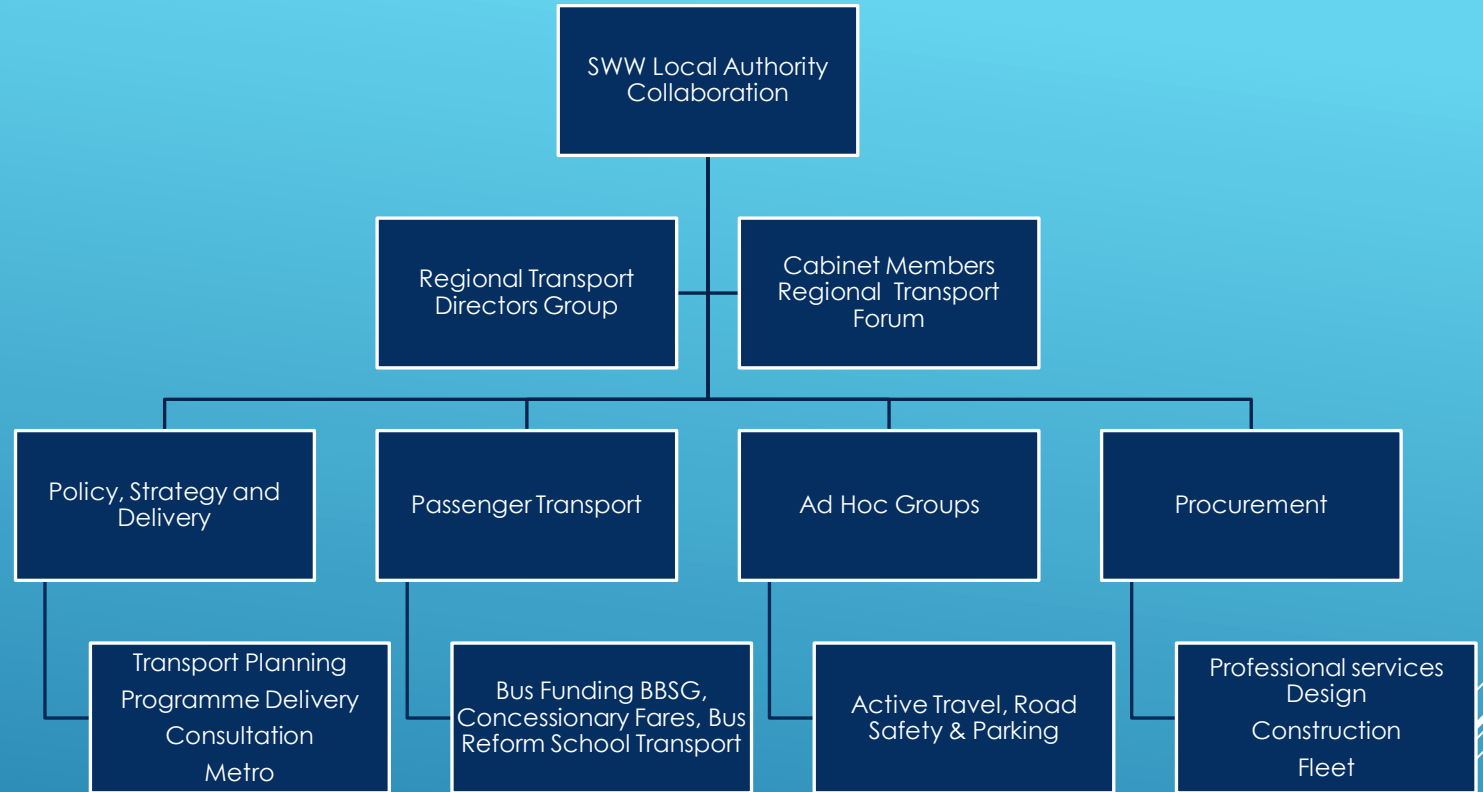 SWW Local Authority
Collaboration
Regional Transport
Directors Group
Cabinet Members
Regional Transport
Forum
Policy, Strategy and
Delivery
Passenger Transport
Ad Hoc Groups
Procurement
Transport Planning
Programme Delivery
Consultation
Metro
Bus Funding BBSG,
Concessionary Fares, Bus
Reform School Transport
Active Travel, Road
Safety & Parking
Professional services
Design
Construction
Fleet